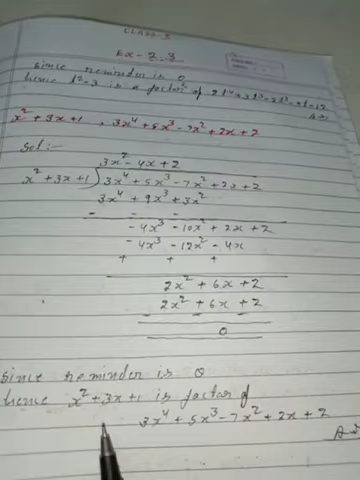 CLASS-
Ex-2.3
since reminder is 0
hence t²-3 is a factor of 2t⁴+3t³-2t²-9t-12
x²+3x+1, 3x⁴+5x³-7x²+2x+2
Sol:-
3x²-4x+2
x²+3x+1)3x⁴+5x³-7x²+2x+2
3x⁴+9x³+3x²
- - -
-4x³-10x²+2x+2
-4x³-12x²-4x
+ + +
2x²+6x+2
2x²+6x+2
- - -
0
since reminder is 0
hence x²+3x+1 is factor of
3x⁴+5x³-7x²+2x+2